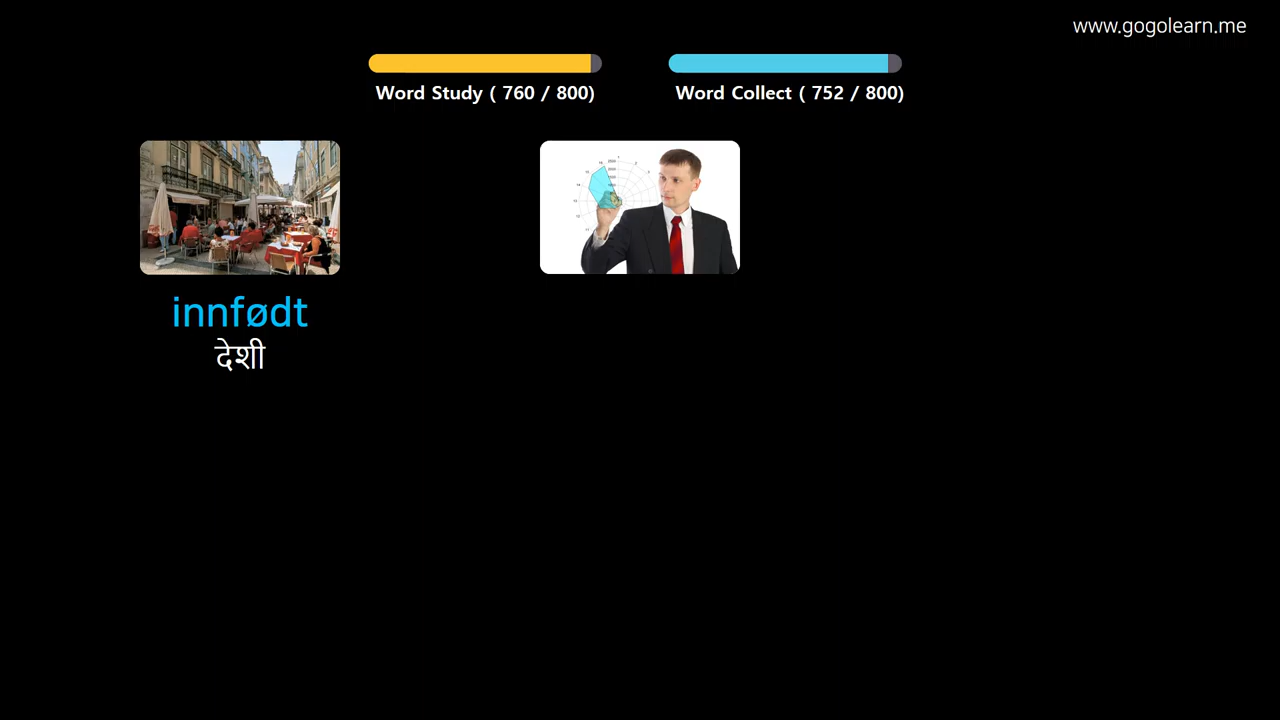 www.gogolearn.me
Word Study ( 760 / 800)
Word Collect ( 752 / 800)
innfødt
देशी